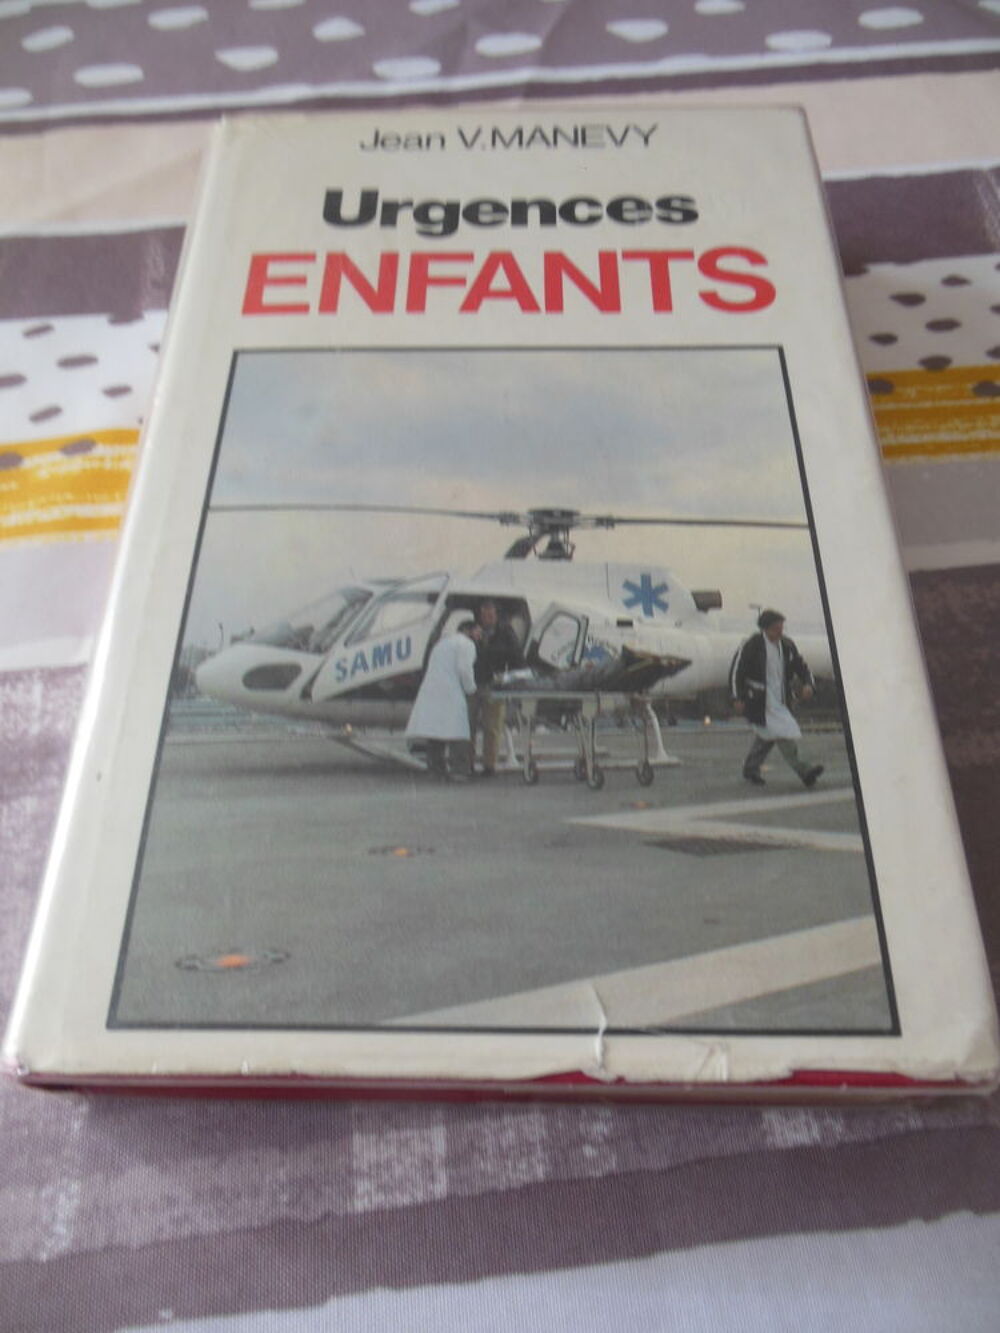 Jean V.MANEVY
Urgences
ENFANTS
SAMU